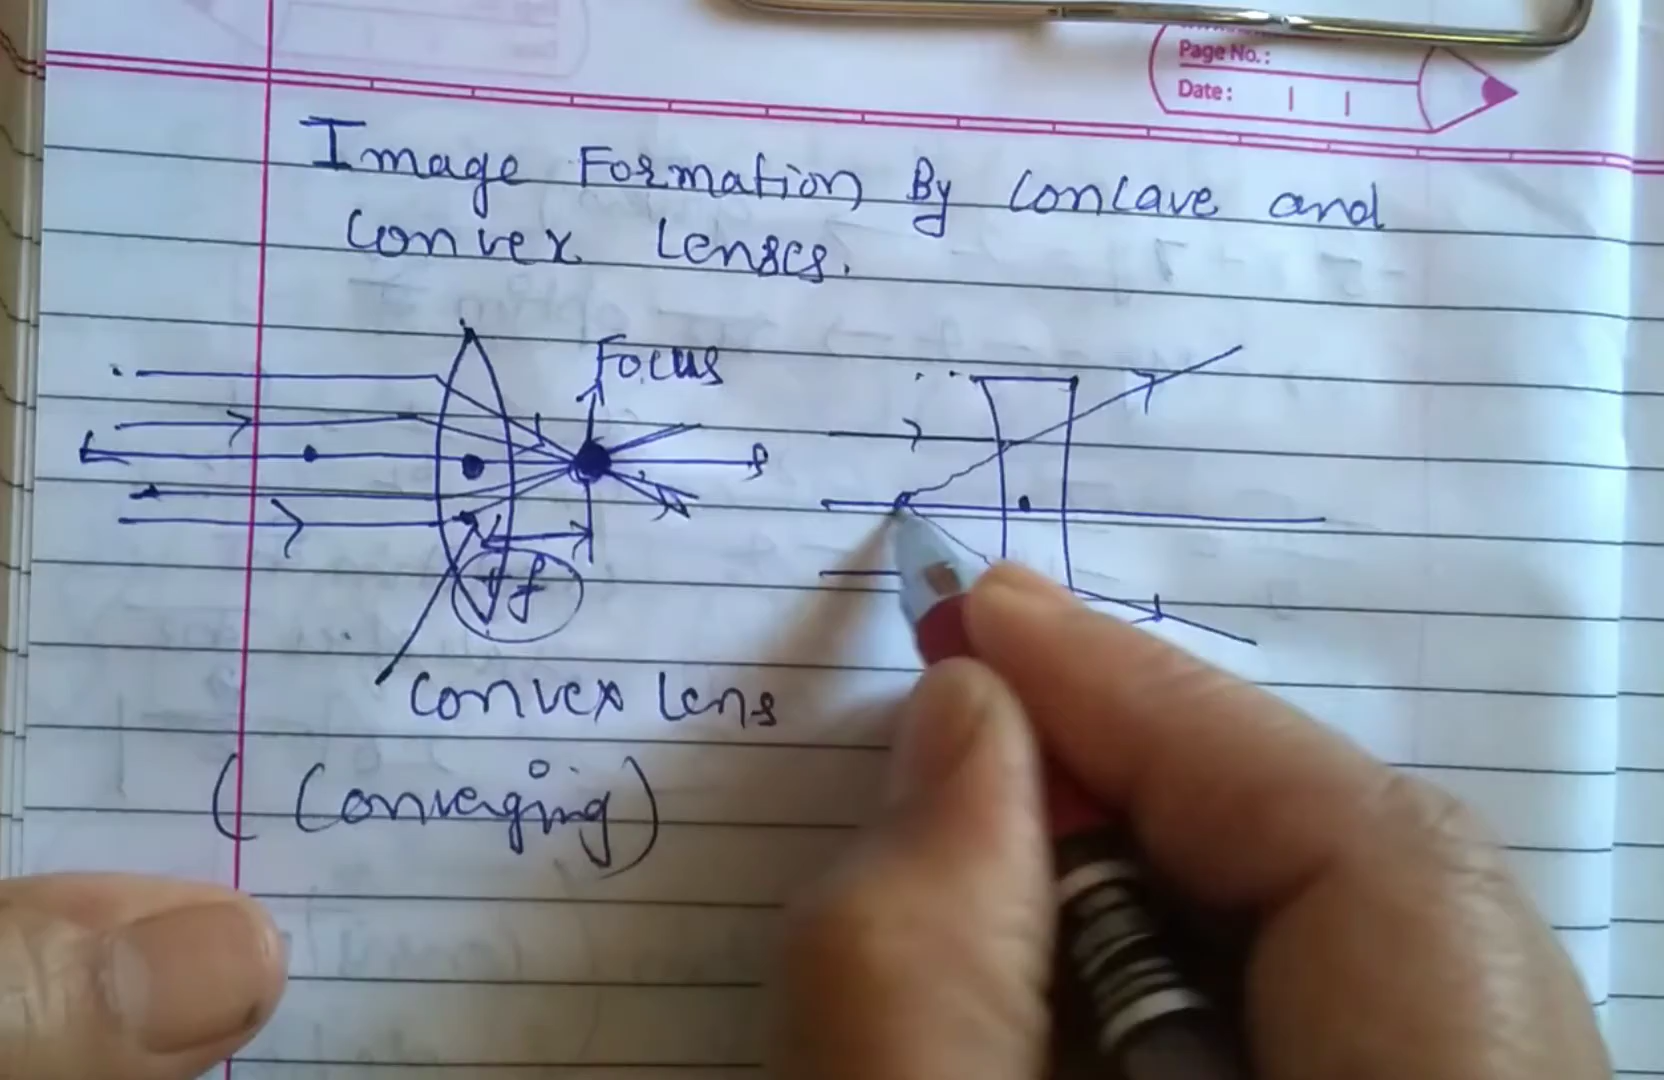 Page No.:
Date:
Image Formation By Concave and
Convex Lenses.
Focus
f
Convex Lens
(Converging)